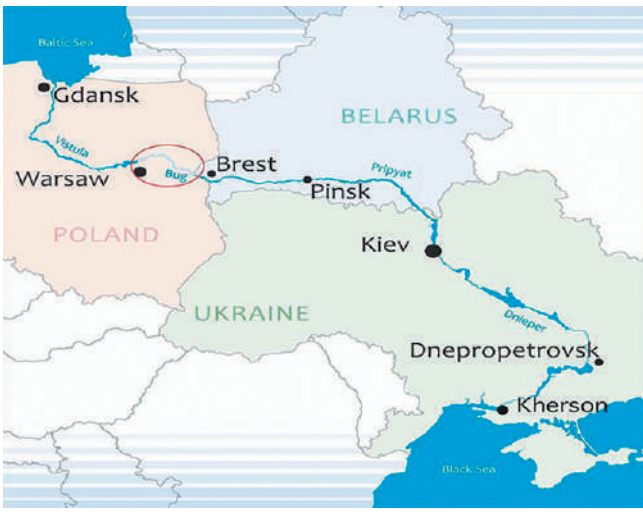 Baltic Sea
Gdansk
BELARUS
Vistula
Warsaw
Bug
Brest
Pripyat
Pinsk
POLAND
Kiev
UKRAINE
Dnieper
Dnepropetrovsk
Kherson
Black Sea